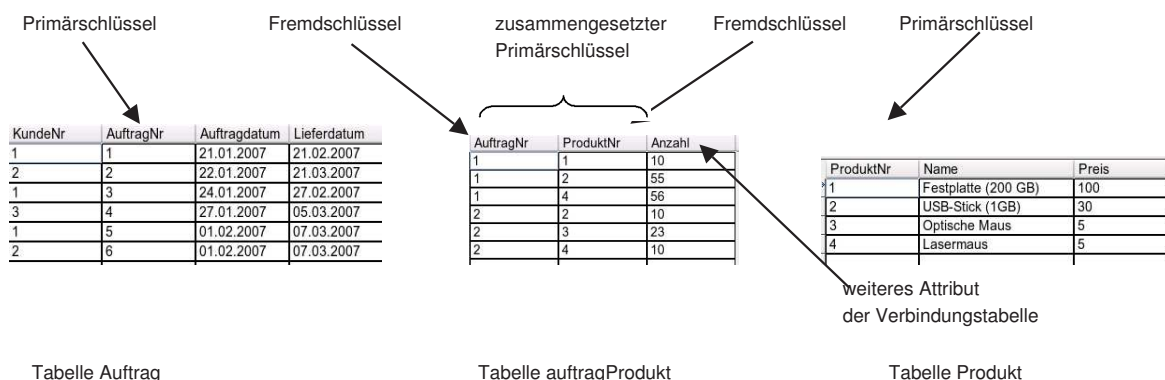 Primärschlüssel Fremdschlüssel zusammengesetzter Fremdschlüssel Primärschlüssel
Primärschlüssel
KundeNr AuftragNr Auftragdatum Lieferdatum
1 1 21.01.2007 21.02.2007
2 2 22.01.2007 21.03.2007
1 3 24.01.2007 27.02.2007
3 4 27.01.2007 05.03.2007
1 5 01.02.2007 07.03.2007
2 6 01.02.2007 07.03.2007
AuftragNr ProduktNr Anzahl
1 1 10
1 2 55
1 4 56
2 2 10
2 3 23
2 4 10
ProduktNr Name Preis
1 Festplatte (200 GB) 100
2 USB-Stick (1GB) 30
3 Optische Maus 5
4 Lasermaus 5
weiteres Attribut
der Verbindungstabelle
Tabelle Auftrag Tabelle auftragProdukt Tabelle Produkt